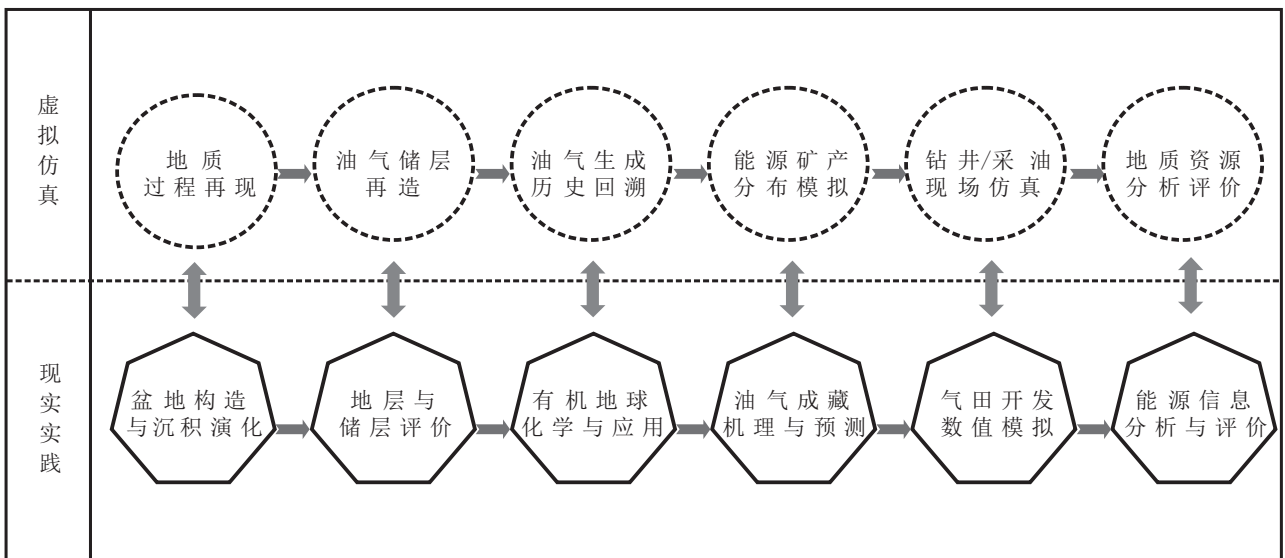 虚拟仿真
地质
过程再现
油气储层
再造
油气生成
历史回溯
能源矿产
分布模拟
钻井/采油
现场仿真
地质资源
分析评价
现实实践
盆地构造
与沉积演化
地层与
储层评价
有机地球
化学与应用
油气成藏
机理与预测
气田开发
数值模拟
能源信息
分析与评价